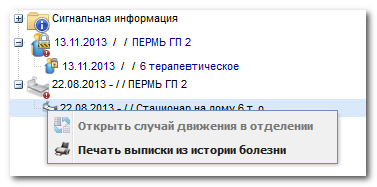 Сигнальная информация
13.11.2013 / / ПЕРМЬ ГП 2
13.11.2013 / / 6 терапевтическое
22.08.2013 - / / ПЕРМЬ ГП 2
22.08.2013 - / / Стационар на дому 6 т. о.
Открыть случай движения в отделении
Печать выписки из истории болезни